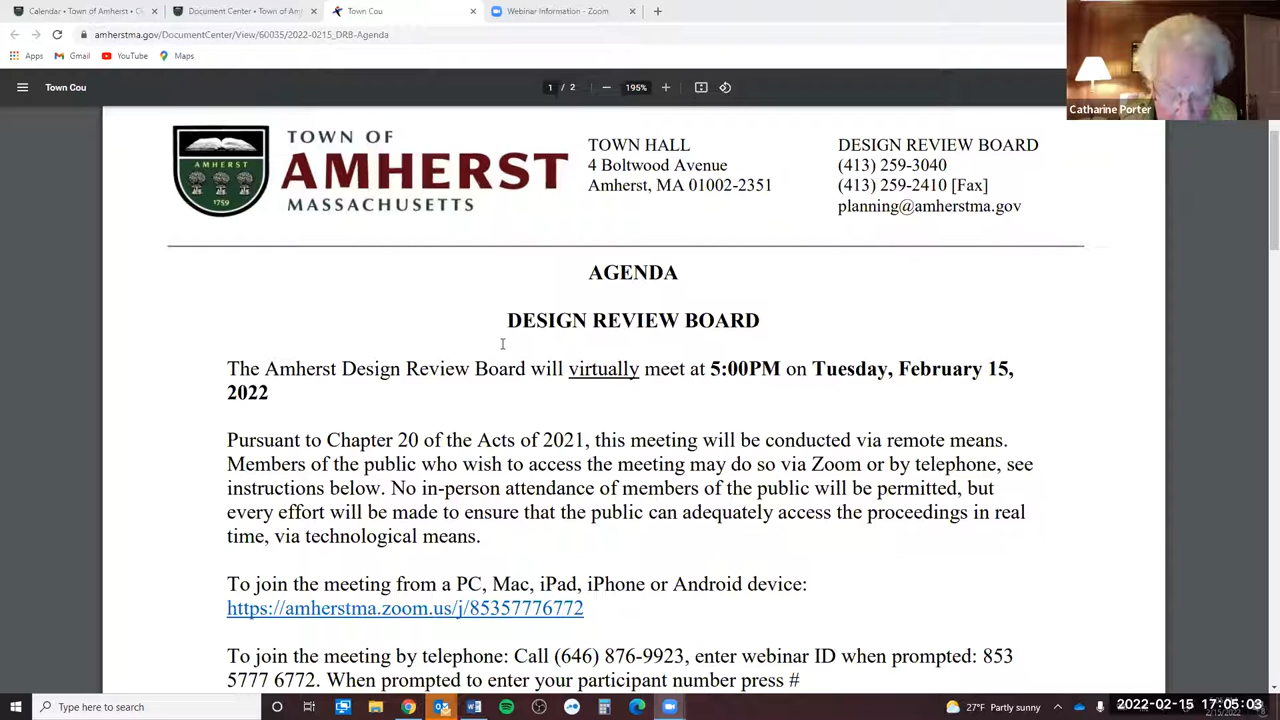 Calendar • Town of Amherst • C
Document Center • Town of Am
Town Cou
Webinar Information - Zoom
amherstma.gov/DocumentCenter/View/60035/2022-0215_DRB-Agenda
Apps Gmail YouTube Maps
Town Cou
1 / 2
195%
Catharine Porter
AMHERST
1759
TOWN OF
AMHERST
MASSACHUSETTS
TOWN HALL
4 Boltwood Avenue
Amherst, MA 01002-2351
DESIGN REVIEW BOARD
(413) 259-3040
(413) 259-2410 [Fax]
planning@amherstma.gov
AGENDA
DESIGN REVIEW BOARD
The Amherst Design Review Board will virtually meet at 5:00PM on Tuesday, February 15,
2022
Pursuant to Chapter 20 of the Acts of 2021, this meeting will be conducted via remote means.
Members of the public who wish to access the meeting may do so via Zoom or by telephone, see
instructions below. No in-person attendance of members of the public will be permitted, but
every effort will be made to ensure that the public can adequately access the proceedings in real
time, via technological means.
To join the meeting from a PC, Mac, iPad, iPhone or Android device:
https://amherstma.zoom.us/j/85357776772
To join the meeting by telephone: Call (646) 876-9923, enter webinar ID when prompted: 853
5777 6772. When prompted to enter your participant number press #
Type here to search
27°F Partly sunny
2022-02-15 17:05:03